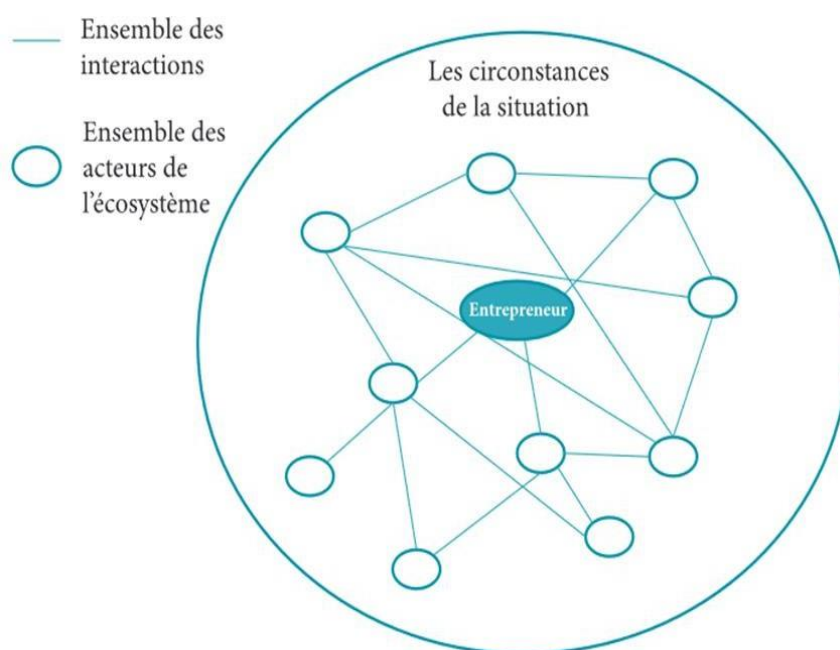 Ensemble des
interactions
Ensemble des
acteurs de
l'écosystème
Les circonstances
de la situation
Entrepreneur